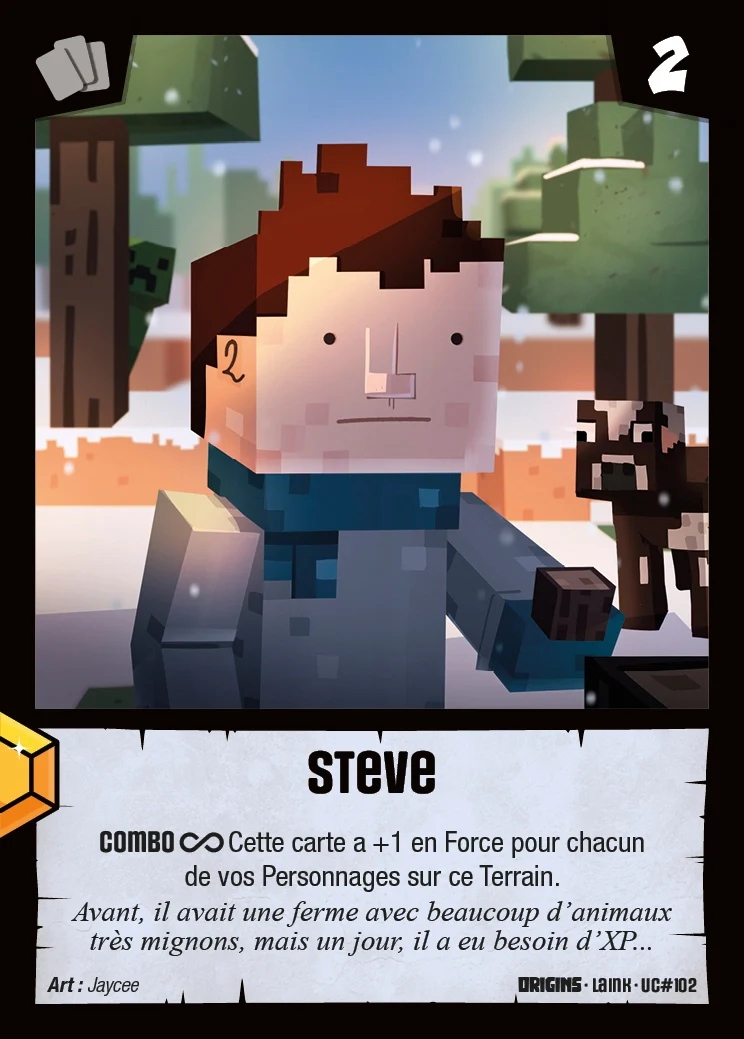 2
2
STEVE
COMBO ∞ Cette carte a +1 en Force pour chacun
de vos Personnages sur ce Terrain.
Avant, il avait une ferme avec beaucoup d’animaux
très mignons, mais un jour, il a eu besoin d’XP...
Art : Jaycee
ORIGINS · LAINK · UC#102